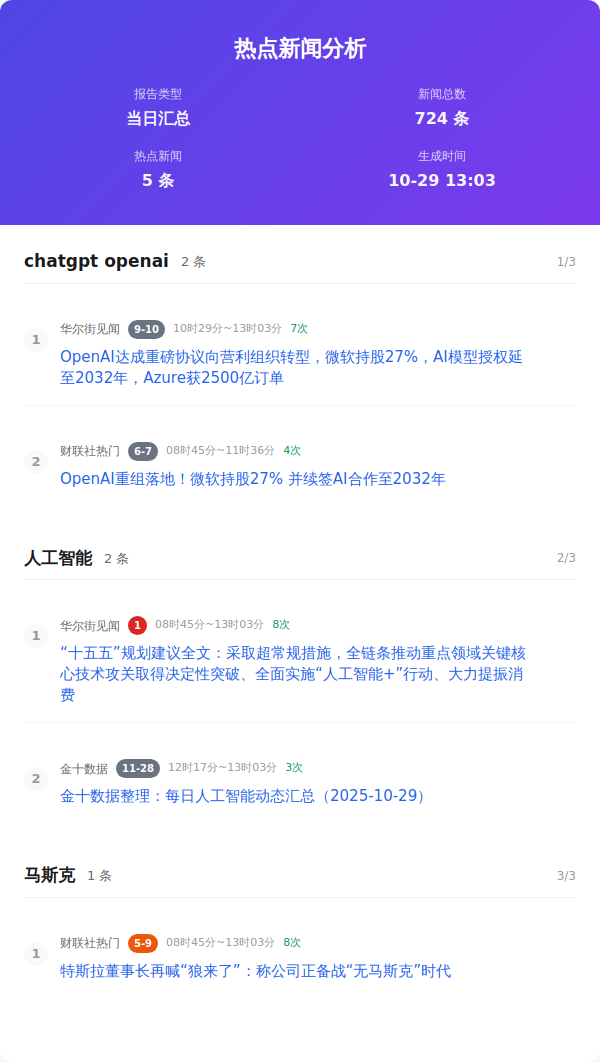 热点新闻分析
报告类型
新闻总数
当日汇总
724 条
热点新闻
生成时间
5 条
10-29 13:03
chatgpt openai 2 条 1/3
1
华尔街见闻 9-10 10时29分~13时03分 7次
OpenAI达成重磅协议向营利组织转型，微软持股27%，AI模型授权延
至2032年，Azure获2500亿订单
2
财联社热门 6-7 08时45分~11时36分 4次
OpenAI重组落地！微软持股27% 并续签AI合作至2032年
人工智能 2 条 2/3
1
华尔街见闻 1 08时45分~13时03分 8次
“十五五”规划建议全文：采取超常规措施，全链条推动重点领域关键核
心技术攻关取得决定性突破、全面实施“人工智能+”行动、大力提振消
费
2
金十数据 11-28 12时17分~13时03分 3次
金十数据整理：每日人工智能动态汇总（2025-10-29）
马斯克 1 条 3/3
1
财联社热门 5-9 08时45分~13时03分 8次
特斯拉董事长再喊“狼来了”：称公司正备战“无马斯克”时代